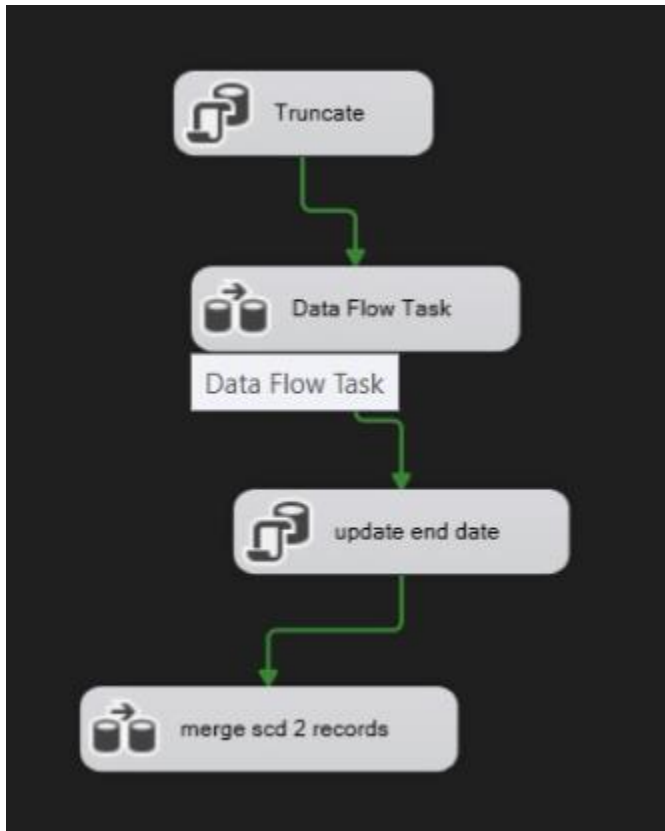 Truncate
Data Flow Task
Data Flow Task
update end date
merge scd 2 records